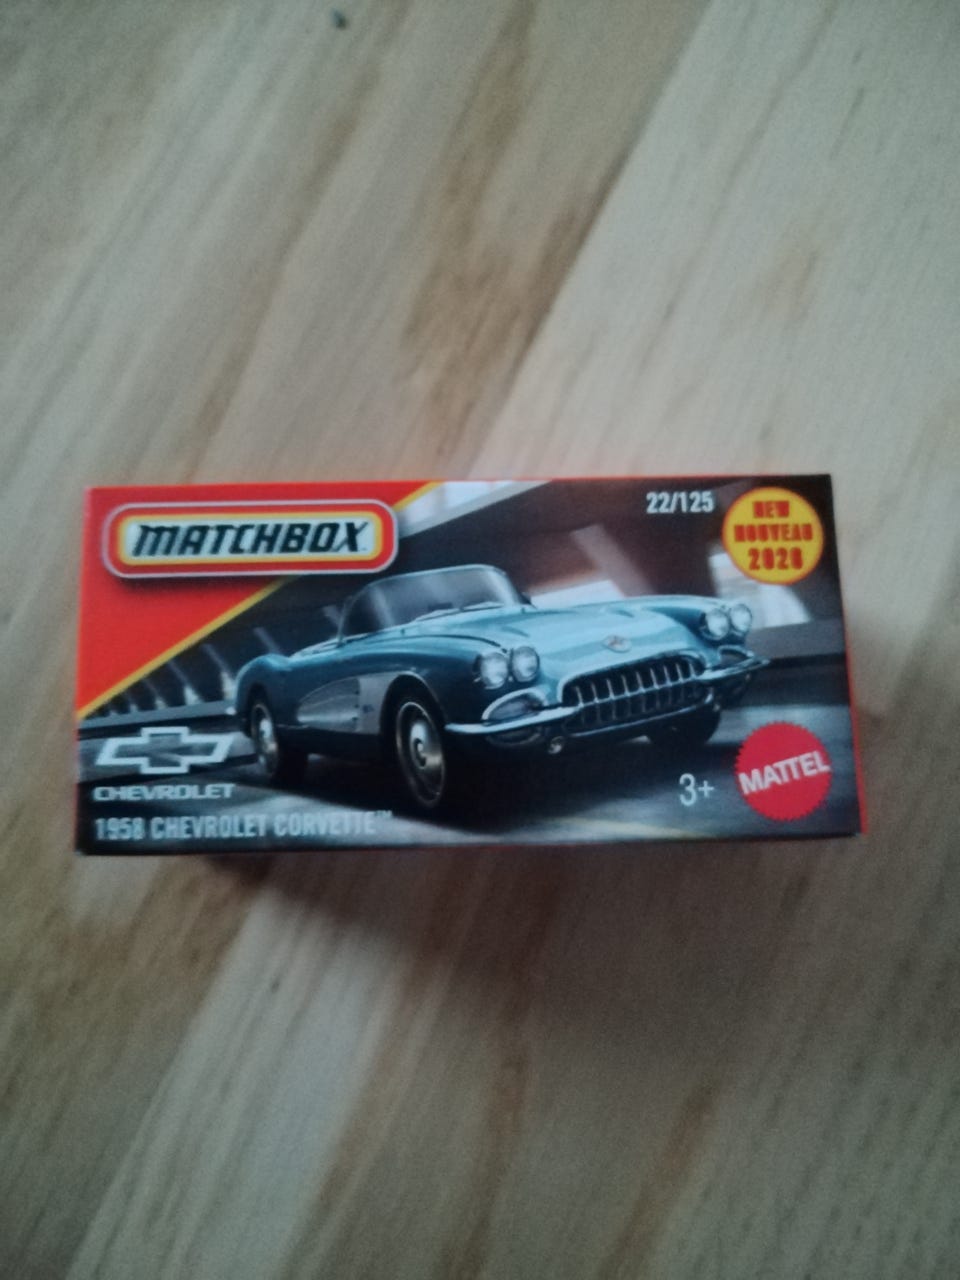 MATCHBOX
22/125
NEW
NOUVEAU
2020
CHEVROLET
1958 CHEVROLET CORVETTE™
3+
MATTEL